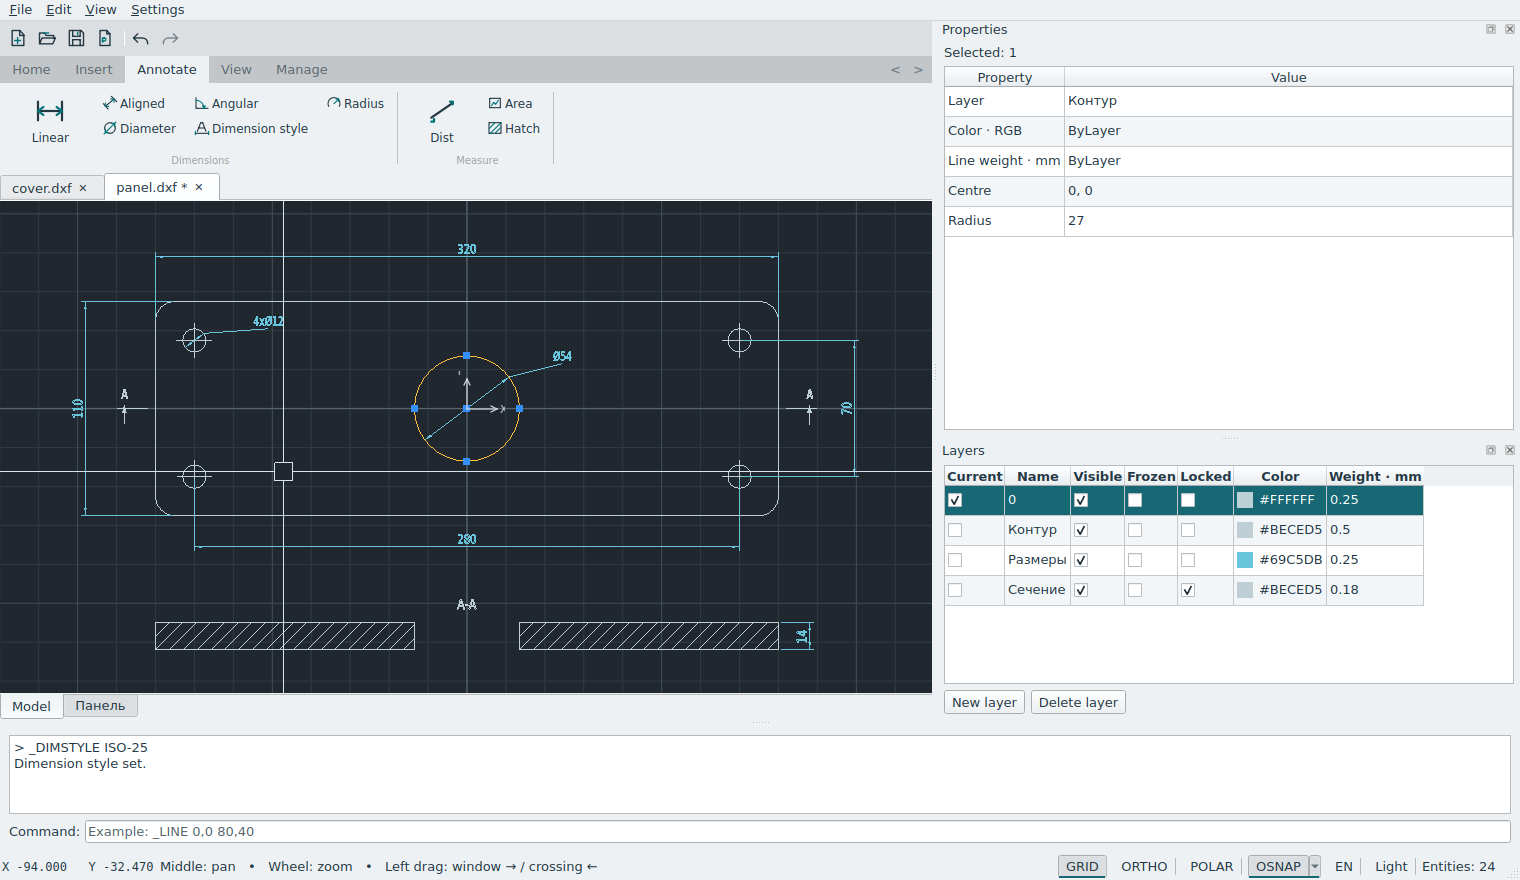 File Edit View Settings
Home Insert Annotate View Manage < >
Linear
Aligned Angular Radius
Diameter Dimension style
Dimensions
Dist
Area
Hatch
Measure
cover.dxf × panel.dxf * ×
320
4xØ12
Ø54
A A
110
70
X
280
A-A
14
Model Панель
> _DIMSTYLE ISO-25
Dimension style set.
Command: Example: _LINE 0,0 80,40
X -94.000 Y -32.470 Middle: pan • Wheel: zoom • Left drag: window → / crossing ←
GRID ORTHO POLAR OSNAP EN Light Entities: 24
Properties
Selected: 1
Property Value
Layer Контур
Color · RGB ByLayer
Line weight · mm ByLayer
Centre 0, 0
Radius 27
Layers
Current Name Visible Frozen Locked Color Weight · mm
0 #FFFFFF 0.25
Контур #BECED5 0.5
Размеры #69C5DB 0.25
Сечение #BECED5 0.18
New layer Delete layer